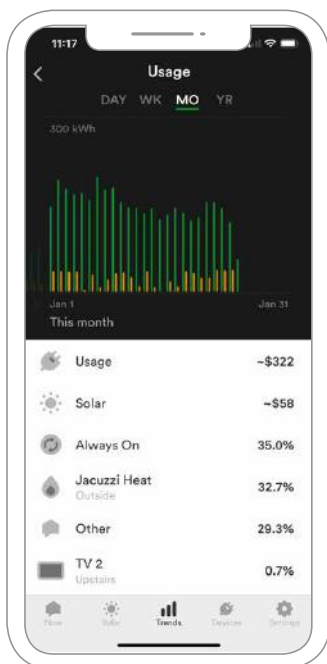 11:17
Usage
DAY WK MO YR
300 kWh
Jan 1 Jan 31
This month
Usage ~$322
Solar ~$58
Always On 35.0%
Jacuzzi Heat 32.7%
Outside
Other 29.3%
TV 2 0.7%
Upstairs
Now Solar Trends Devices Settings